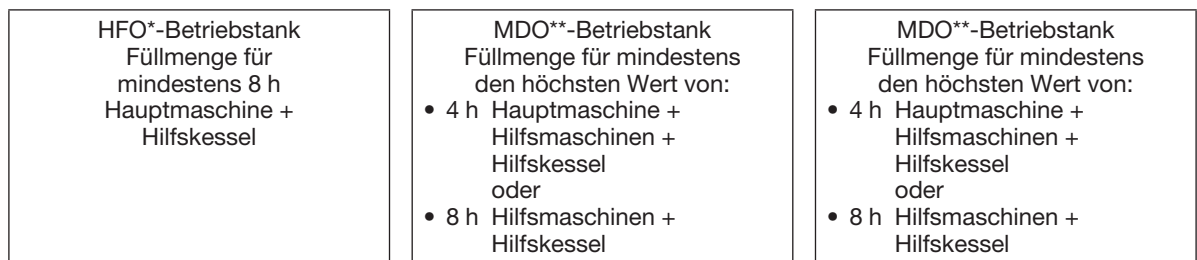 HFO*-Betriebstank
Füllmenge für
mindestens 8 h
Hauptmaschine +
Hilfskessel
MDO**-Betriebstank
Füllmenge für mindestens
den höchsten Wert von:
• 4 h Hauptmaschine +
Hilfsmaschinen +
Hilfskessel
oder
• 8 h Hilfsmaschinen +
Hilfskessel
MDO**-Betriebstank
Füllmenge für mindestens
den höchsten Wert von:
• 4 h Hauptmaschine +
Hilfsmaschinen +
Hilfskessel
oder
• 8 h Hilfsmaschinen +
Hilfskessel